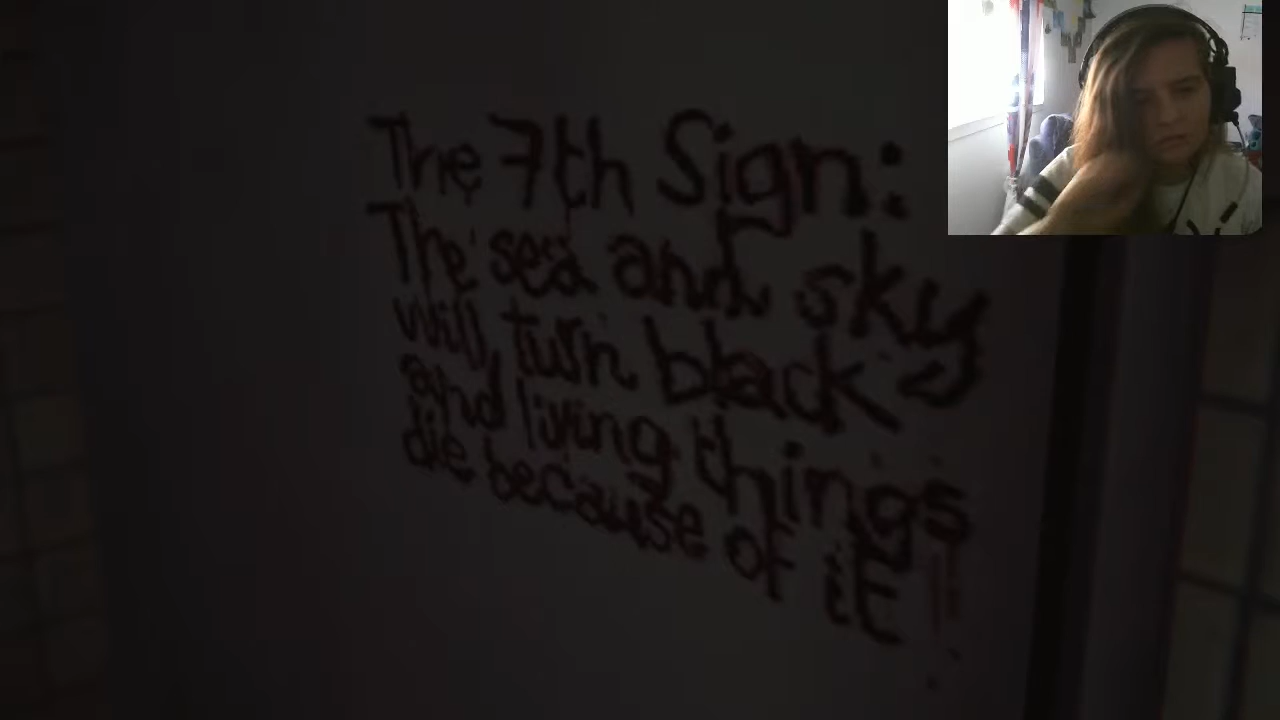 The 7th Sign:
The sea and sky
will turn black
and living things
die because of it